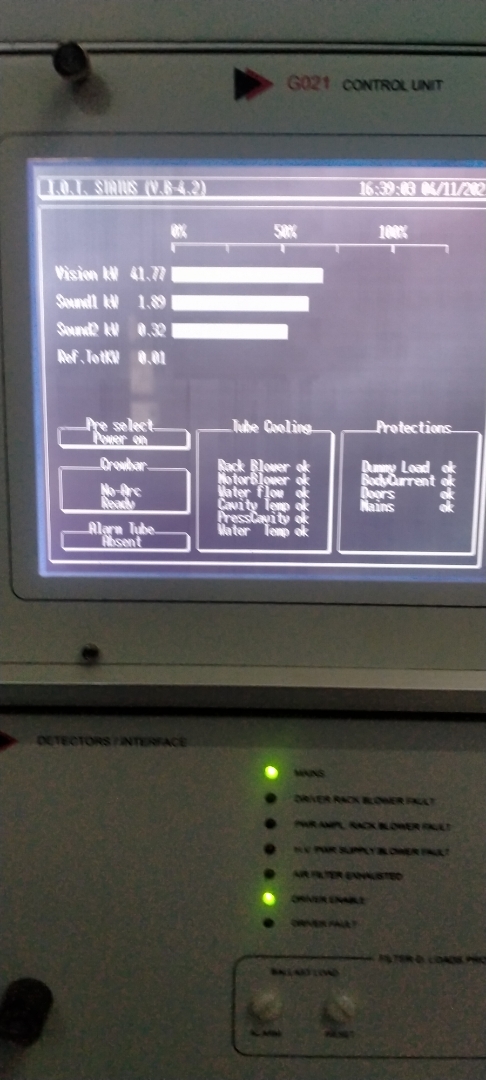 G021 CONTROL UNIT
I.O.T. STATUS (V.6-4.2) 16:39:03 04/11/202
0% 50% 100%
Vision kW 41.77
Sound1 kW 1.89
Sound2 kW 0.32
Ref.TotKW 0.01
Pre select
Power on
Crowbar
No-Arc
Ready
Alarm Tube
Absent
Tube Cooling
Rack Blower ok
MotorBlower ok
Water flow ok
Cavity Temp ok
PressCavity ok
Water Temp ok
Protections
Dummy Load ok
BodyCurrent ok
Doors ok
Mains ok
DETECTORS / INTERFACE
MAINS
DRIVER RACK BLOWER FAULT
PWR AMPL. RACK BLOWER FAULT
H.V. PWR SUPPLY BLOWER FAULT
AIR FILTER EXHAUSTED
DRIVER ENABLE
DRIVER FAULT
BALLAST LOAD
ALARM RESET